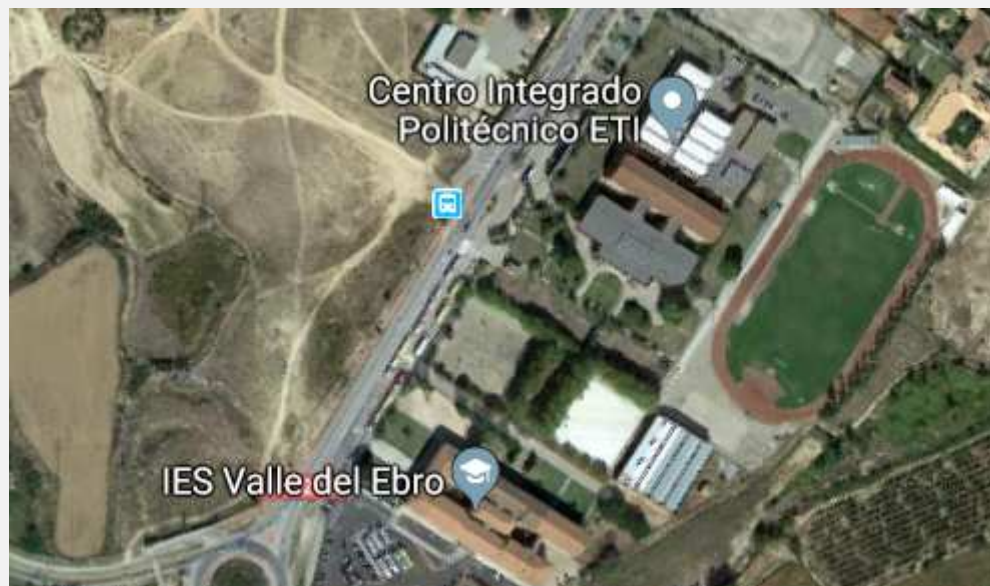 Centro Integrado
Politécnico ETI
IES Valle del Ebro